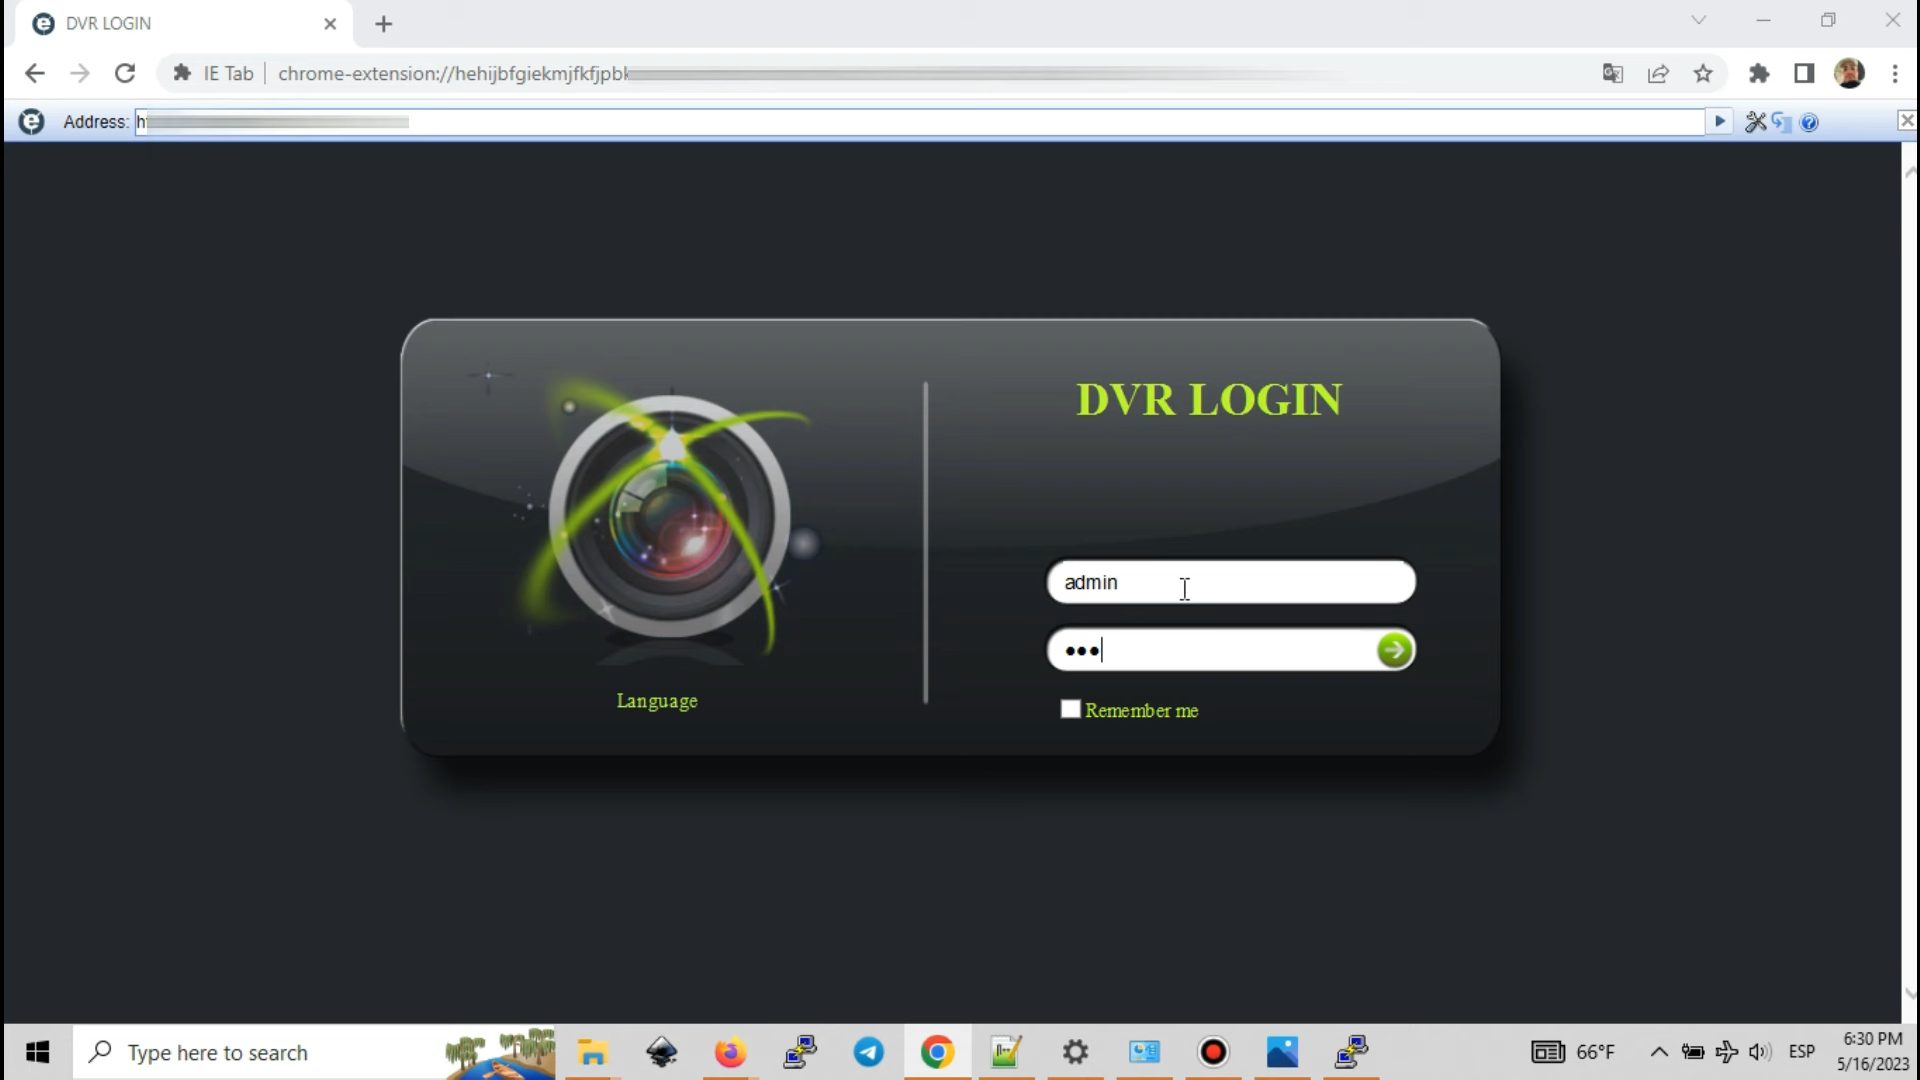 DVR LOGIN
IE Tab
chrome-extension://hehijbfgiekmjfkfjpbl
Address: h
DVR LOGIN
admin
•••
Language
Remember me
Type here to search
66°F
ESP
6:30 PM
5/16/2023